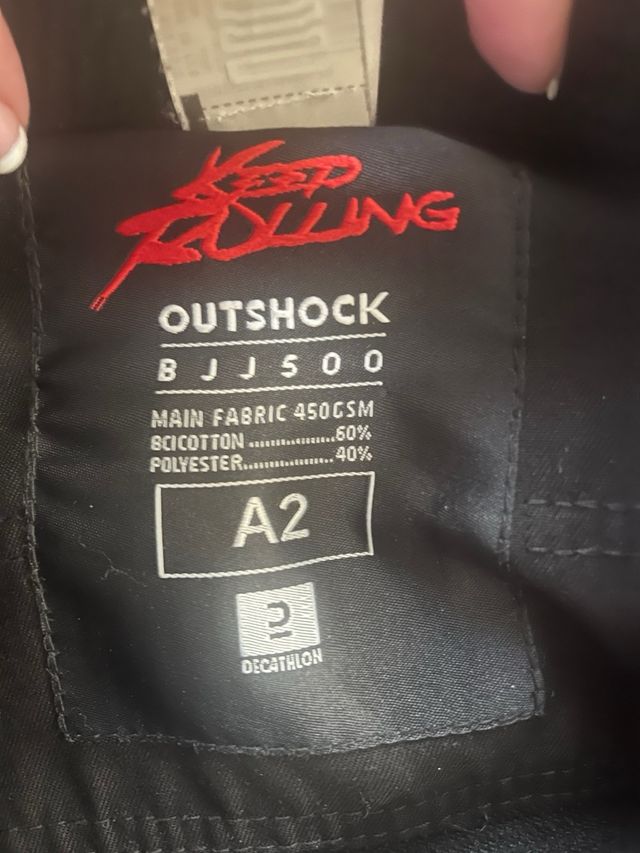 KEEP
ROLLING
OUTSHOCK
BJJ500
MAIN FABRIC 450GSM
BCICOTTON ..................60%
POLYESTER..................40%
A2
DECATHLON